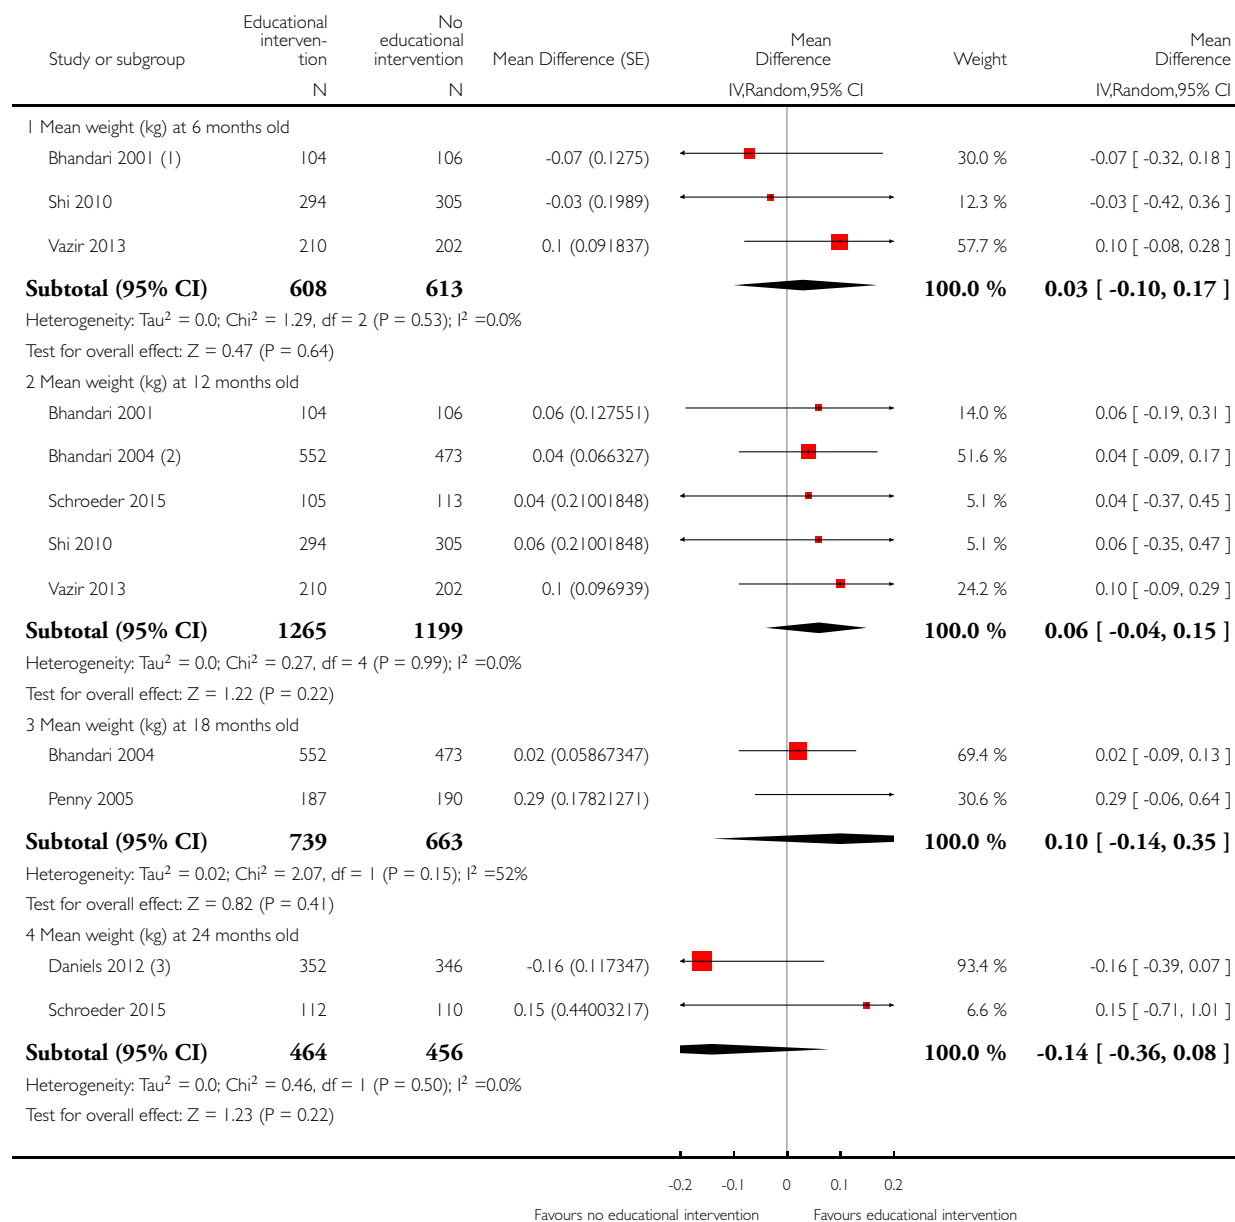 Educational intervention No educational intervention Mean Difference (SE) Mean Difference Weight Mean Difference
Study or subgroup
N N IV,Random,95% CI IV,Random,95% CI
1 Mean weight (kg) at 6 months old
Bhandari 2001 (1) 104 106 -0.07 (0.1275) 30.0 % -0.07 [ -0.32, 0.18 ]
Shi 2010 294 305 -0.03 (0.1989) 12.3 % -0.03 [ -0.42, 0.36 ]
Vazir 2013 210 202 0.1 (0.091837) 57.7 % 0.10 [ -0.08, 0.28 ]
Subtotal (95% CI) 608 613 100.0 % 0.03 [ -0.10, 0.17 ]
Heterogeneity: Tau² = 0.0; Chi² = 1.29, df = 2 (P = 0.53); I² =0.0%
Test for overall effect: Z = 0.47 (P = 0.64)
2 Mean weight (kg) at 12 months old
Bhandari 2001 104 106 0.06 (0.127551) 14.0 % 0.06 [ -0.19, 0.31 ]
Bhandari 2004 (2) 552 473 0.04 (0.066327) 51.6 % 0.04 [ -0.09, 0.17 ]
Schroeder 2015 105 113 0.04 (0.21001848) 5.1 % 0.04 [ -0.37, 0.45 ]
Shi 2010 294 305 0.06 (0.21001848) 5.1 % 0.06 [ -0.35, 0.47 ]
Vazir 2013 210 202 0.1 (0.096939) 24.2 % 0.10 [ -0.09, 0.29 ]
Subtotal (95% CI) 1265 1199 100.0 % 0.06 [ -0.04, 0.15 ]
Heterogeneity: Tau² = 0.0; Chi² = 0.27, df = 4 (P = 0.99); I² =0.0%
Test for overall effect: Z = 1.22 (P = 0.22)
3 Mean weight (kg) at 18 months old
Bhandari 2004 552 473 0.02 (0.05867347) 69.4 % 0.02 [ -0.09, 0.13 ]
Penny 2005 187 190 0.29 (0.17821271) 30.6 % 0.29 [ -0.06, 0.64 ]
Subtotal (95% CI) 739 663 100.0 % 0.10 [ -0.14, 0.35 ]
Heterogeneity: Tau² = 0.02; Chi² = 2.07, df = 1 (P = 0.15); I² =52%
Test for overall effect: Z = 0.82 (P = 0.41)
4 Mean weight (kg) at 24 months old
Daniels 2012 (3) 352 346 -0.16 (0.117347) 93.4 % -0.16 [ -0.39, 0.07 ]
Schroeder 2015 112 110 0.15 (0.44003217) 6.6 % 0.15 [ -0.71, 1.01 ]
Subtotal (95% CI) 464 456 100.0 % -0.14 [ -0.36, 0.08 ]
Heterogeneity: Tau² = 0.0; Chi² = 0.46, df = 1 (P = 0.50); I² =0.0%
Test for overall effect: Z = 1.23 (P = 0.22)
-0.2 -0.1 0 0.1 0.2
Favours no educational intervention Favours educational intervention